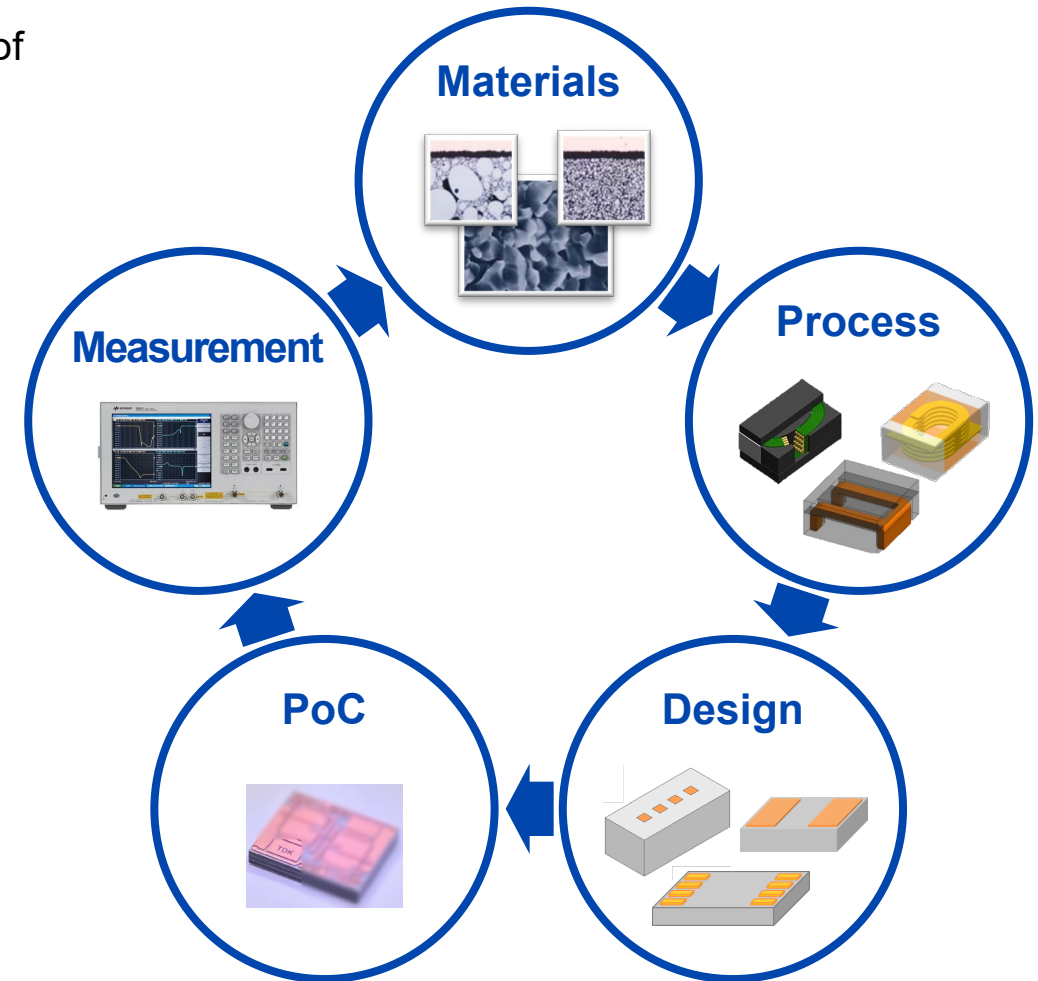 of
Materials
Process
Measurement
PoC
Design
TDK